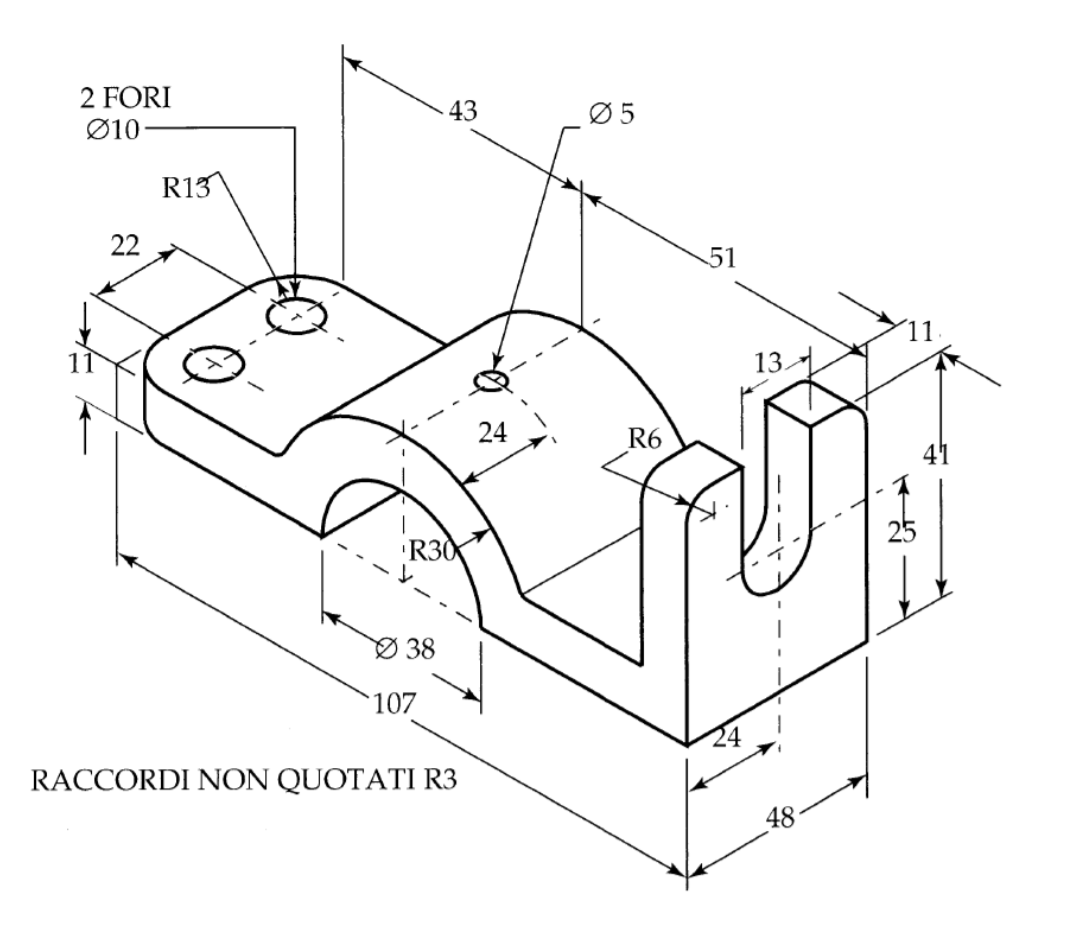 2 FORI
Ø10
43
Ø 5
R13
22
51
11
13
11
24
R6
41
25
R30
Ø 38
107
24
48
RACCORDI NON QUOTATI R3